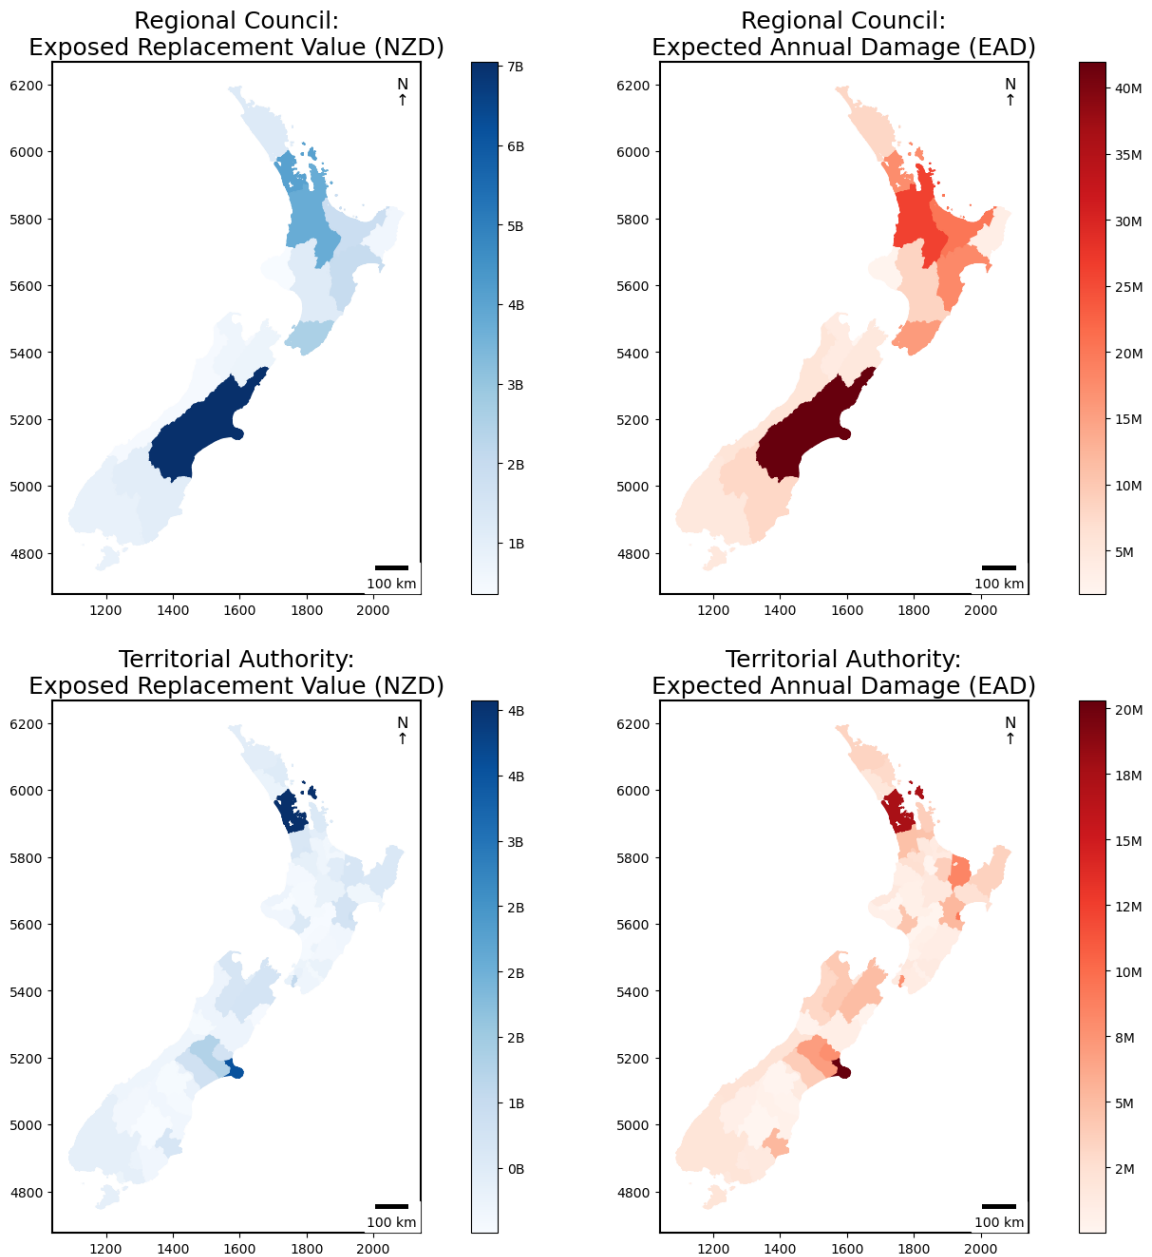 Regional Council:
Exposed Replacement Value (NZD)
N
↑
6200
6000
5800
5600
5400
5200
5000
4800
1200
1400
1600
1800
2000
100 km
7B
6B
5B
4B
3B
2B
1B
Regional Council:
Expected Annual Damage (EAD)
N
↑
6200
6000
5800
5600
5400
5200
5000
4800
1200
1400
1600
1800
2000
100 km
40M
35M
30M
25M
20M
15M
10M
5M
Territorial Authority:
Exposed Replacement Value (NZD)
N
↑
6200
6000
5800
5600
5400
5200
5000
4800
1200
1400
1600
1800
2000
100 km
4B
4B
3B
2B
2B
2B
1B
0B
Territorial Authority:
Expected Annual Damage (EAD)
N
↑
6200
6000
5800
5600
5400
5200
5000
4800
1200
1400
1600
1800
2000
100 km
20M
18M
15M
12M
10M
8M
5M
2M